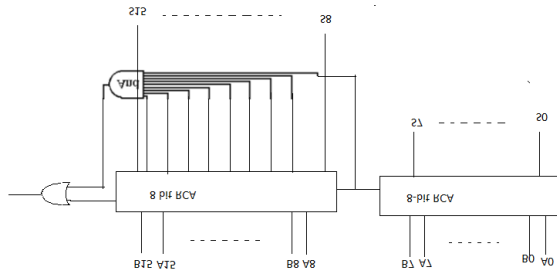 S15 S8
And
S7 S0
8 bit RCA 8-bit RCA
B15 A15 B8 A8 B7 A7 B0 A0